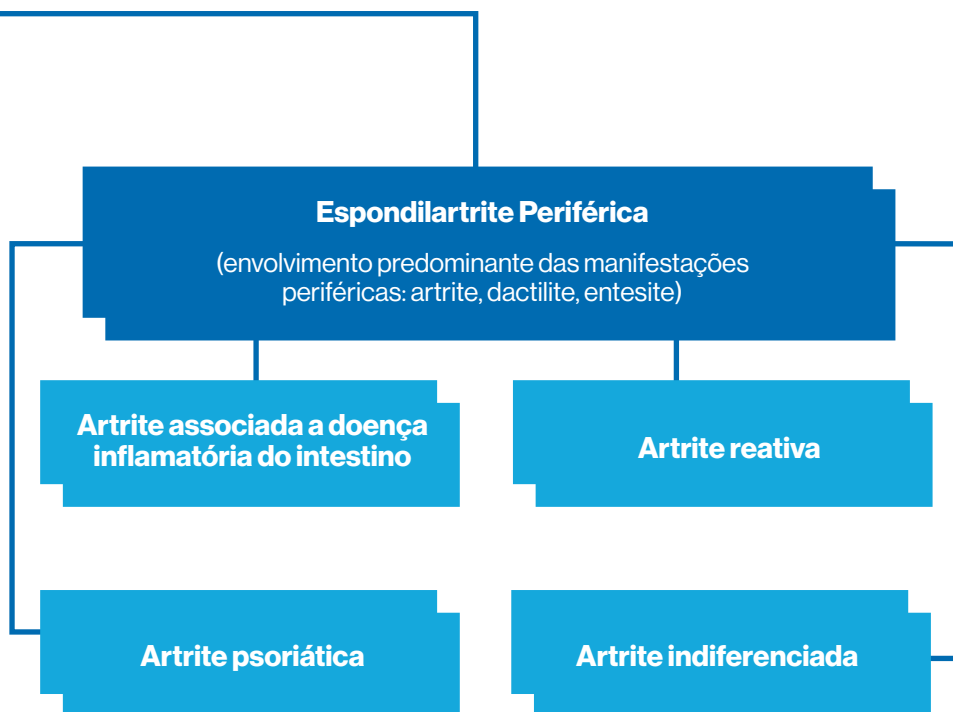 Espondilartrite Periférica
(envolvimento predominante das manifestações
periféricas: artrite, dactilite, entesite)
Artrite associada a doença
inflamatória do intestino
Artrite reativa
Artrite psoriática
Artrite indiferenciada